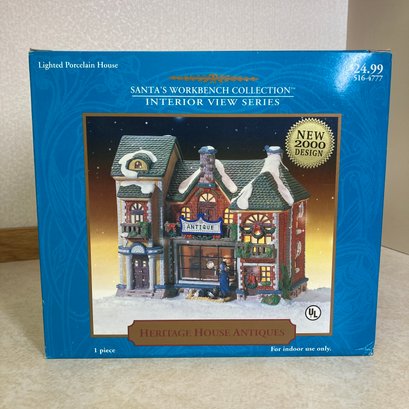 Lighted Porcelain House
$24.99
516-4777
SANTA'S WORKBENCH COLLECTION™
INTERIOR VIEW SERIES
NEW
2000
DESIGN
ANTIQUE
UL
HERITAGE HOUSE ANTIQUES
1 piece
For indoor use only.